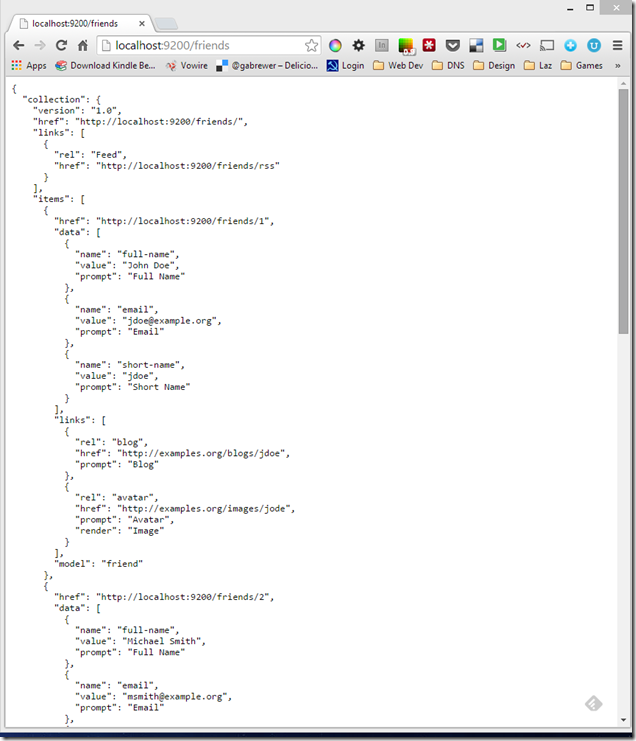 localhost:9200/friends
localhost:9200/friends
Apps Download Kindle Be... Vowire @gabrewer – Delicio... Login Web Dev DNS Design Laz Games »
{
"collection": {
"version": "1.0",
"href": "http://localhost:9200/friends/",
"links": [
{
"rel": "Feed",
"href": "http://localhost:9200/friends/rss"
}
],
"items": [
{
"href": "http://localhost:9200/friends/1",
"data": [
{
"name": "full-name",
"value": "John Doe",
"prompt": "Full Name"
},
{
"name": "email",
"value": "jdoe@example.org",
"prompt": "Email"
},
{
"name": "short-name",
"value": "jdoe",
"prompt": "Short Name"
}
],
"links": [
{
"rel": "blog",
"href": "http://examples.org/blogs/jdoe",
"prompt": "Blog"
},
{
"rel": "avatar",
"href": "http://examples.org/images/jode",
"prompt": "Avatar",
"render": "Image"
}
],
"model": "friend"
},
{
"href": "http://localhost:9200/friends/2",
"data": [
{
"name": "full-name",
"value": "Michael Smith",
"prompt": "Full Name"
},
{
"name": "email",
"value": "msmith@example.org",
"prompt": "Email"
},